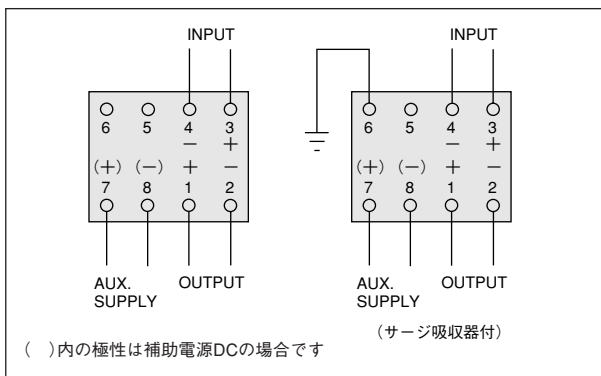 INPUT
6 5 4 3
− +
(+) (−) + −
7 8 1 2
AUX.
SUPPLY
OUTPUT
INPUT
6 5 4 3
− +
(+) (−) + −
7 8 1 2
AUX.
SUPPLY
OUTPUT
(サージ吸収器付)
( )内の極性は補助電源DCの場合です